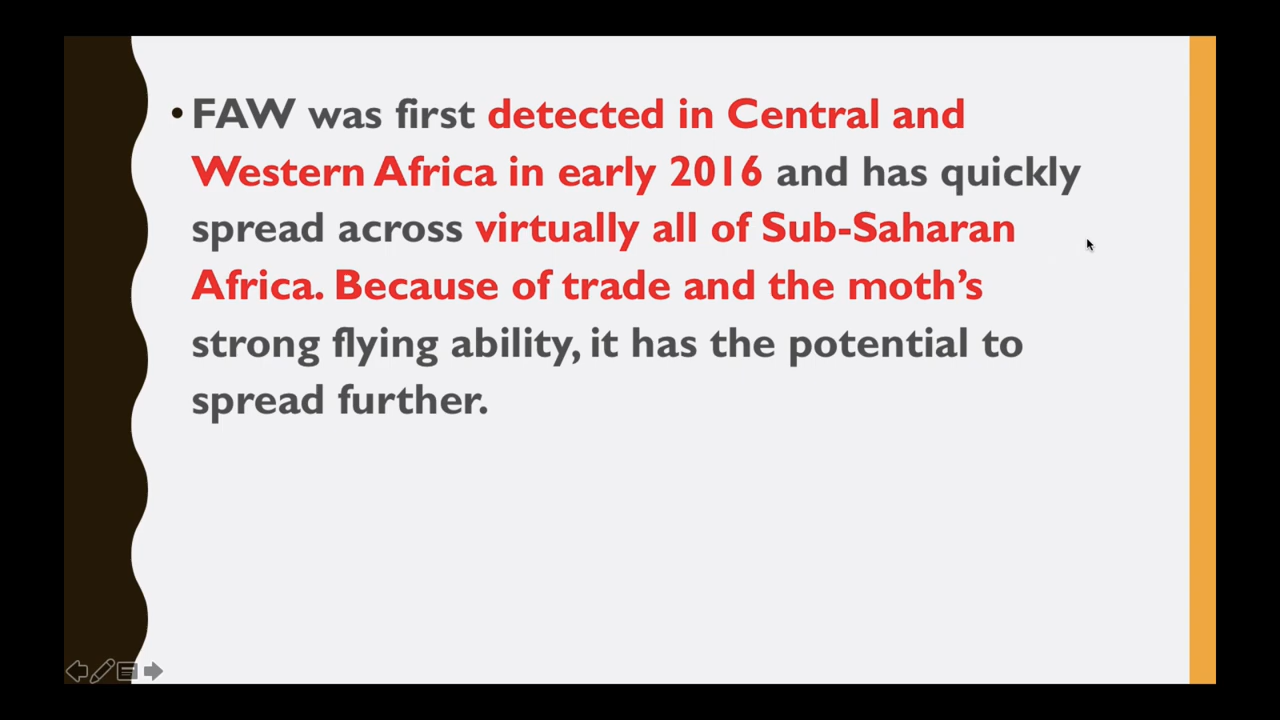 • FAW was first detected in Central and
Western Africa in early 2016 and has quickly
spread across virtually all of Sub-Saharan
Africa. Because of trade and the moth’s
strong flying ability, it has the potential to
spread further.